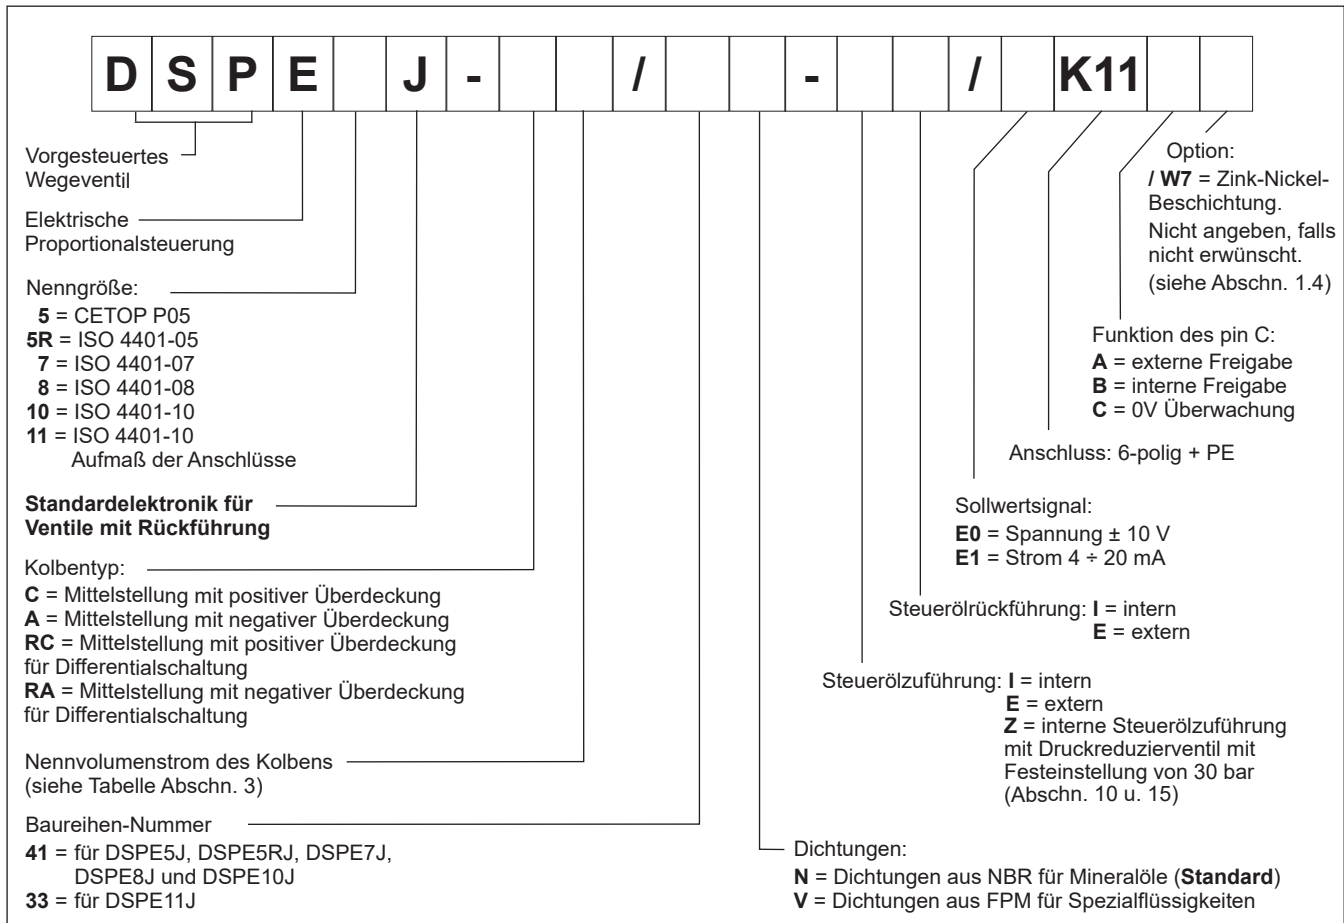 D S P E J - / - / K11
Vorgesteuertes
Wegeventil
Elektrische
Proportionalsteuerung
Nenngröße:
5 = CETOP P05
5R = ISO 4401-05
7 = ISO 4401-07
8 = ISO 4401-08
10 = ISO 4401-10
11 = ISO 4401-10
Aufmaß der Anschlüsse
Standardelektronik für
Ventile mit Rückführung
Kolbentyp:
C = Mittelstellung mit positiver Überdeckung
A = Mittelstellung mit negativer Überdeckung
RC = Mittelstellung mit positiver Überdeckung
für Differentialschaltung
RA = Mittelstellung mit negativer Überdeckung
für Differentialschaltung
Nennvolumenstrom des Kolbens
(siehe Tabelle Abschn. 3)
Baureihen-Nummer
41 = für DSPE5J, DSPE5RJ, DSPE7J,
DSPE8J und DSPE10J
33 = für DSPE11J
Option:
/ W7 = Zink-Nickel-
Beschichtung.
Nicht angeben, falls
nicht erwünscht.
(siehe Abschn. 1.4)
Funktion des pin C:
A = externe Freigabe
B = interne Freigabe
C = 0V Überwachung
Anschluss: 6-polig + PE
Sollwertsignal:
E0 = Spannung ± 10 V
E1 = Strom 4 ÷ 20 mA
Steuerölrückführung: I = intern
E = extern
Steuerölzuführung: I = intern
E = extern
Z = interne Steuerölzuführung
mit Druckreduzierventil mit
Festeinstellung von 30 bar
(Abschn. 10 u. 15)
Dichtungen:
N = Dichtungen aus NBR für Mineralöle (Standard)
V = Dichtungen aus FPM für Spezialflüssigkeiten